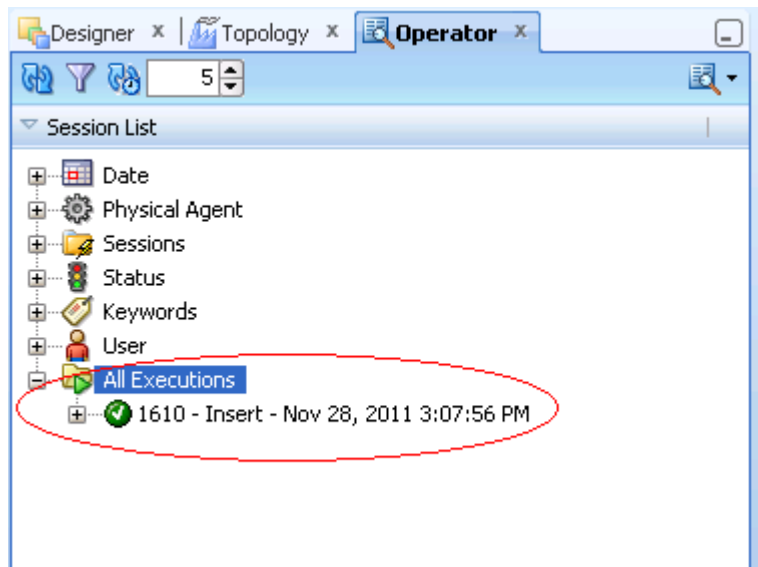 Designer x Topology x Operator x
5
Session List
Date
Physical Agent
Sessions
Status
Keywords
User
All Executions
1610 - Insert - Nov 28, 2011 3:07:56 PM